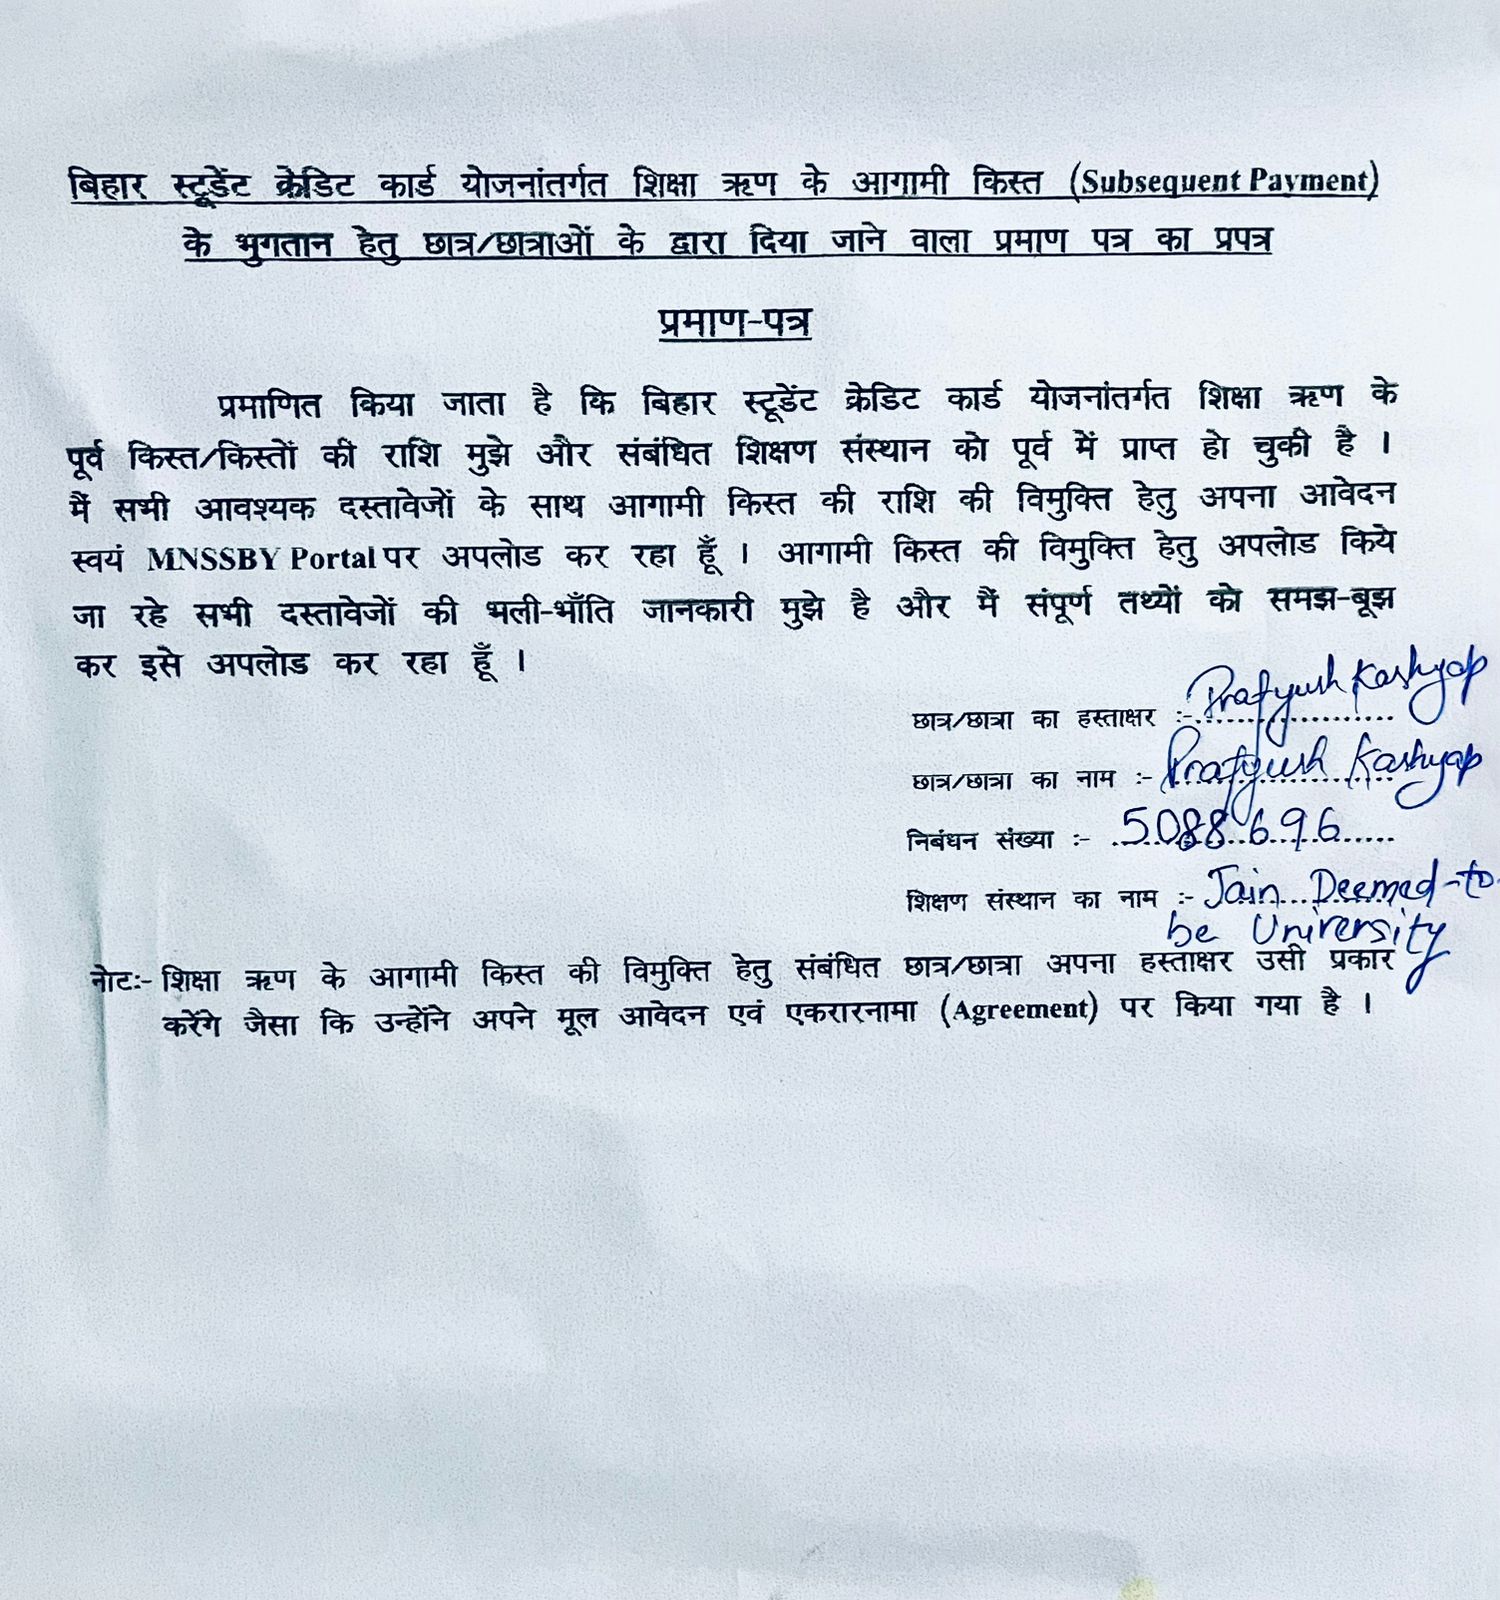 बिहार स्टूडेंट क्रेडिट कार्ड योजनांतर्गत शिक्षा ऋण के आगामी किस्त (Subsequent Payment)
के भुगतान हेतु छात्र/छात्राओं के द्वारा दिया जाने वाला प्रमाण पत्र का प्रपत्र
प्रमाण-पत्र
प्रमाणित किया जाता है कि बिहार स्टूडेंट क्रेडिट कार्ड योजनांतर्गत शिक्षा ऋण के
पूर्व किस्त/किस्तों की राशि मुझे और संबंधित शिक्षण संस्थान को पूर्व में प्राप्त हो चुकी है ।
मैं सभी आवश्यक दस्तावेजों के साथ आगामी किस्त की राशि की विमुक्ति हेतु अपना आवेदन
स्वयं MNSSBY Portal पर अपलोड कर रहा हूँ । आगामी किस्त की विमुक्ति हेतु अपलोड किये
जा रहे सभी दस्तावेजों की भली-भाँति जानकारी मुझे है और मैं संपूर्ण तथ्यों को समझ-बूझ
कर इसे अपलोड कर रहा हूँ ।
छात्र/छात्रा का हस्ताक्षर :- Pratyush Kashyap
छात्र/छात्रा का नाम :- Pratyush Kashyap
निबंधन संख्या :- 5088696
शिक्षण संस्थान का नाम :- Jain Deemed-to
be University
नोट:- शिक्षा ऋण के आगामी किस्त की विमुक्ति हेतु संबंधित छात्र/छात्रा अपना हस्ताक्षर उसी प्रकार
करेंगे जैसा कि उन्होंने अपने मूल आवेदन एवं एकरारनामा (Agreement) पर किया गया है ।